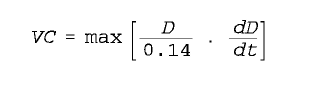 VC = max [ D / 0.14 . dD / dt ]